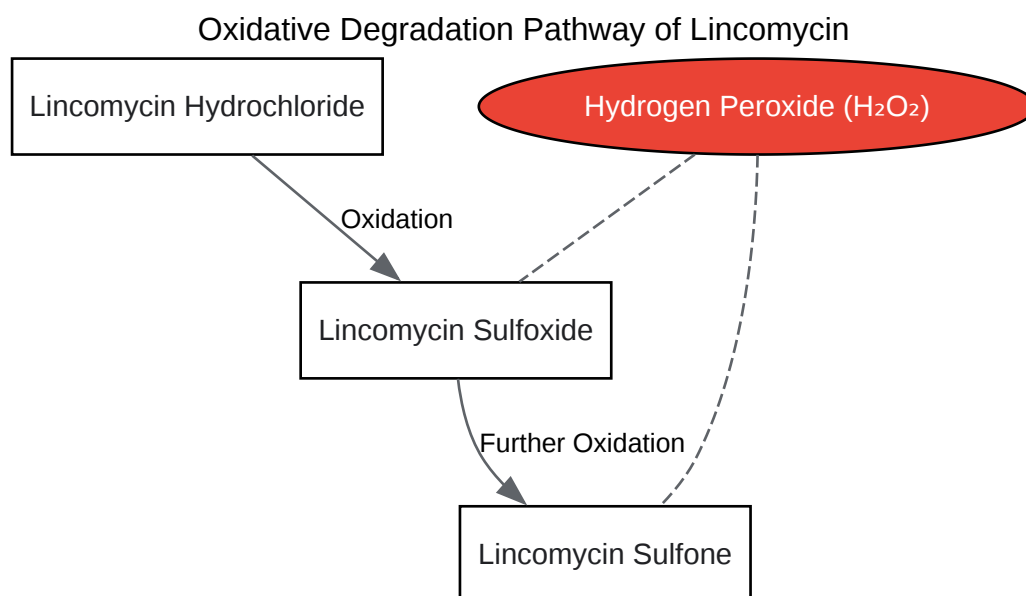 Oxidative Degradation Pathway of Lincomycin
Lincomycin Hydrochloride
Hydrogen Peroxide (H₂O₂)
Oxidation
Lincomycin Sulfoxide
Further Oxidation
Lincomycin Sulfone